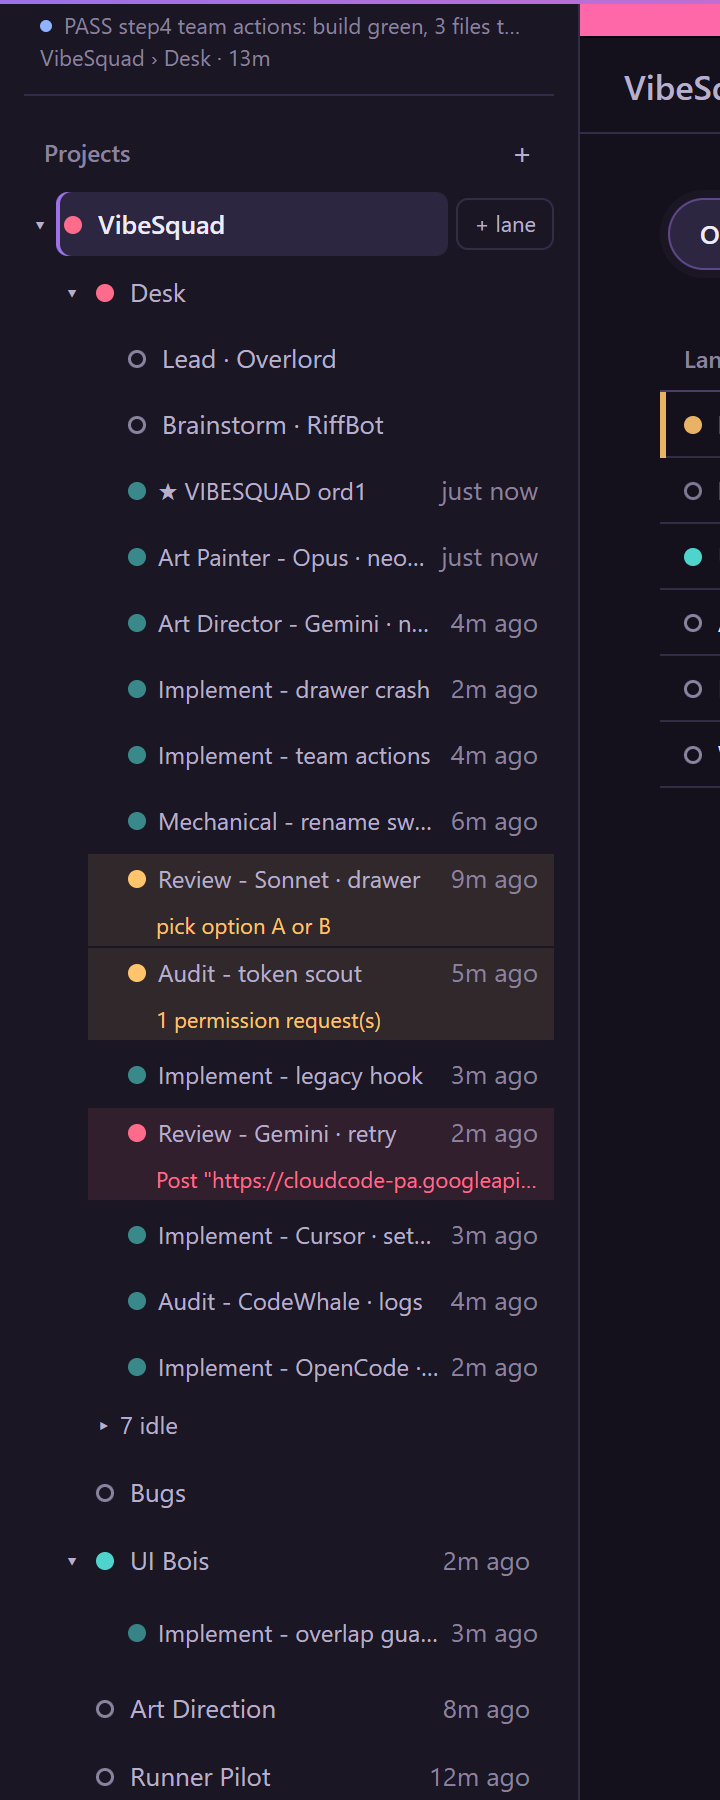 PASS step4 team actions: build green, 3 files t...
VibeSquad › Desk · 13m
VibeSq
Projects
+
VibeSquad
+ lane
O
Desk
Lead · Overlord
Lan
Brainstorm · RiffBot
★ VIBESQUAD ord1 just now
Art Painter - Opus · neo... just now
Art Director - Gemini · n... 4m ago
Implement - drawer crash 2m ago
Implement - team actions 4m ago
Mechanical - rename sw... 6m ago
Review - Sonnet · drawer 9m ago
pick option A or B
Audit - token scout 5m ago
1 permission request(s)
Implement - legacy hook 3m ago
Review - Gemini · retry 2m ago
Post "https://cloudcode-pa.googleapi...
Implement - Cursor · set... 3m ago
Audit - CodeWhale · logs 4m ago
Implement - OpenCode ·... 2m ago
7 idle
Bugs
UI Bois 2m ago
Implement - overlap gua... 3m ago
Art Direction 8m ago
Runner Pilot 12m ago